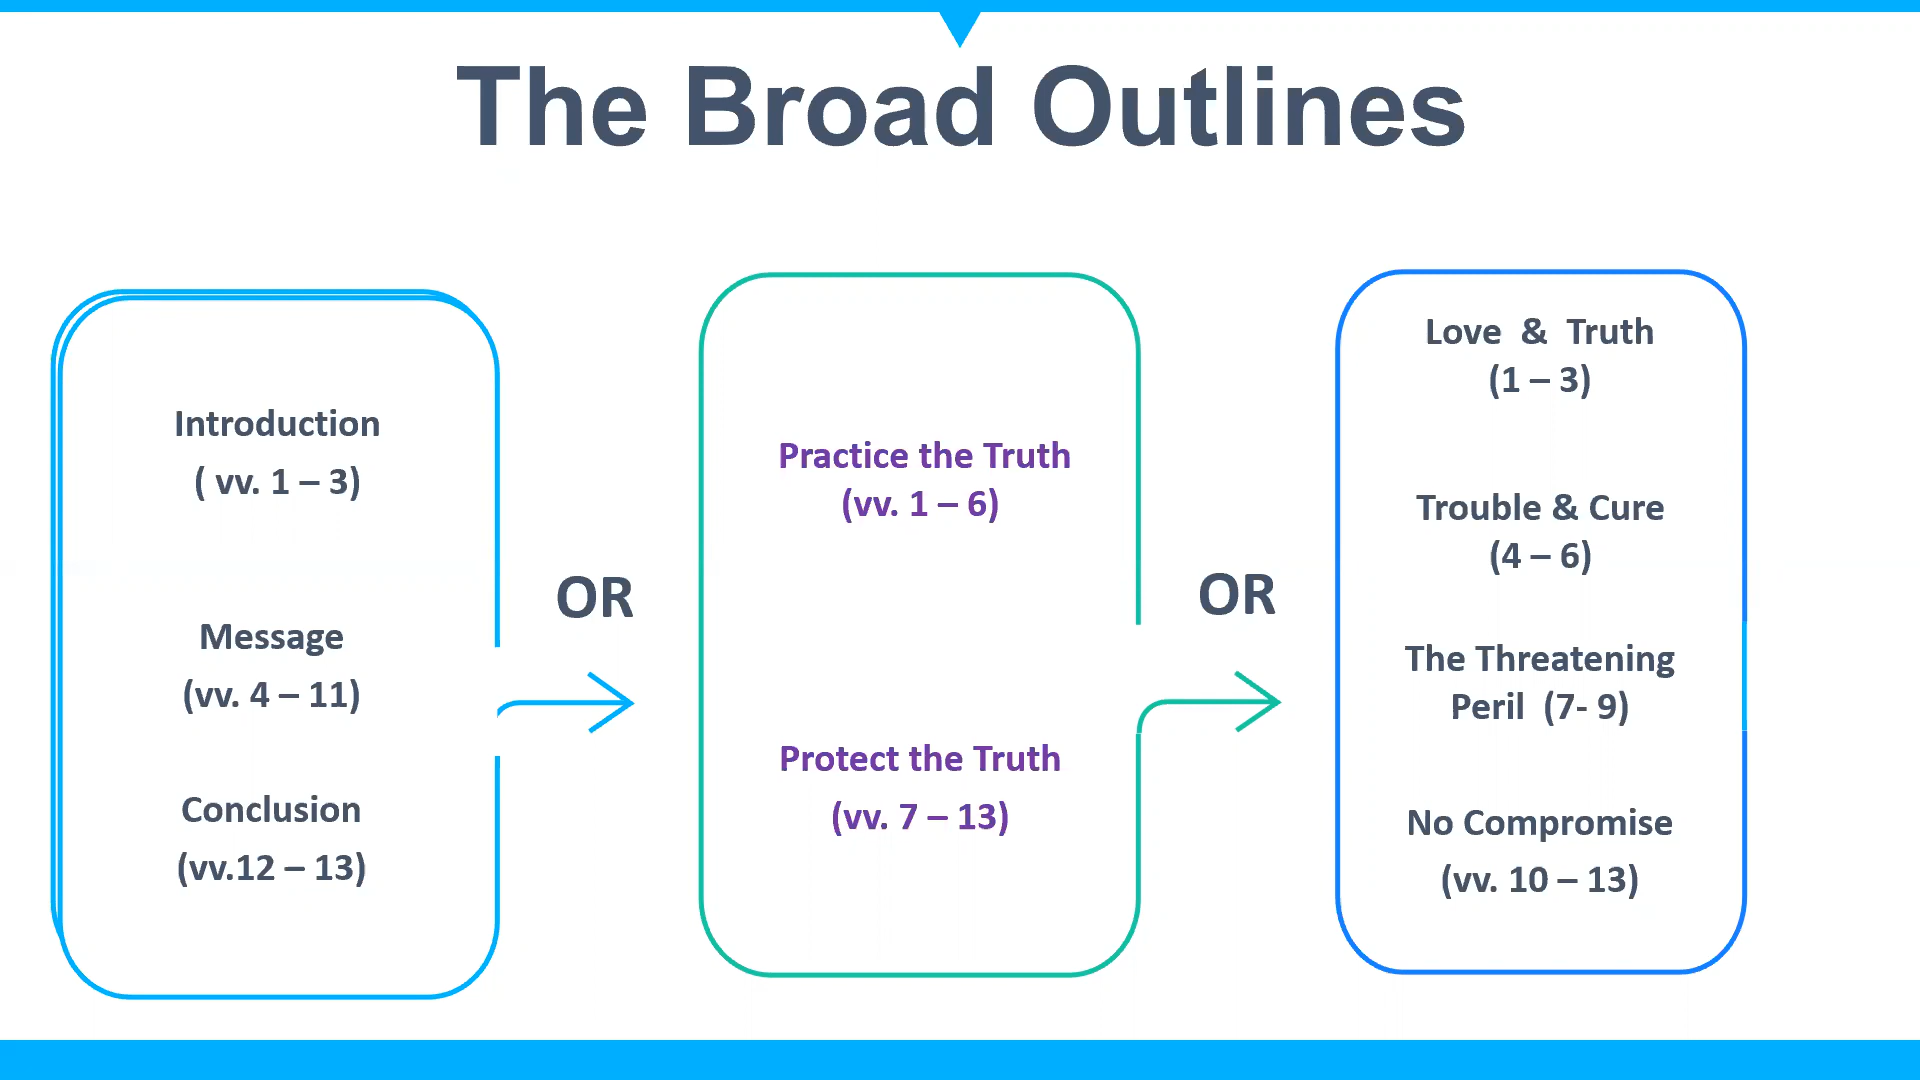 The Broad Outlines
Introduction
( vv. 1 – 3)
Message
(vv. 4 – 11)
Conclusion
(vv.12 – 13)
OR
Practice the Truth
(vv. 1 – 6)
Protect the Truth
(vv. 7 – 13)
OR
Love & Truth
(1 – 3)
Trouble & Cure
(4 – 6)
The Threatening
Peril (7- 9)
No Compromise
(vv. 10 – 13)